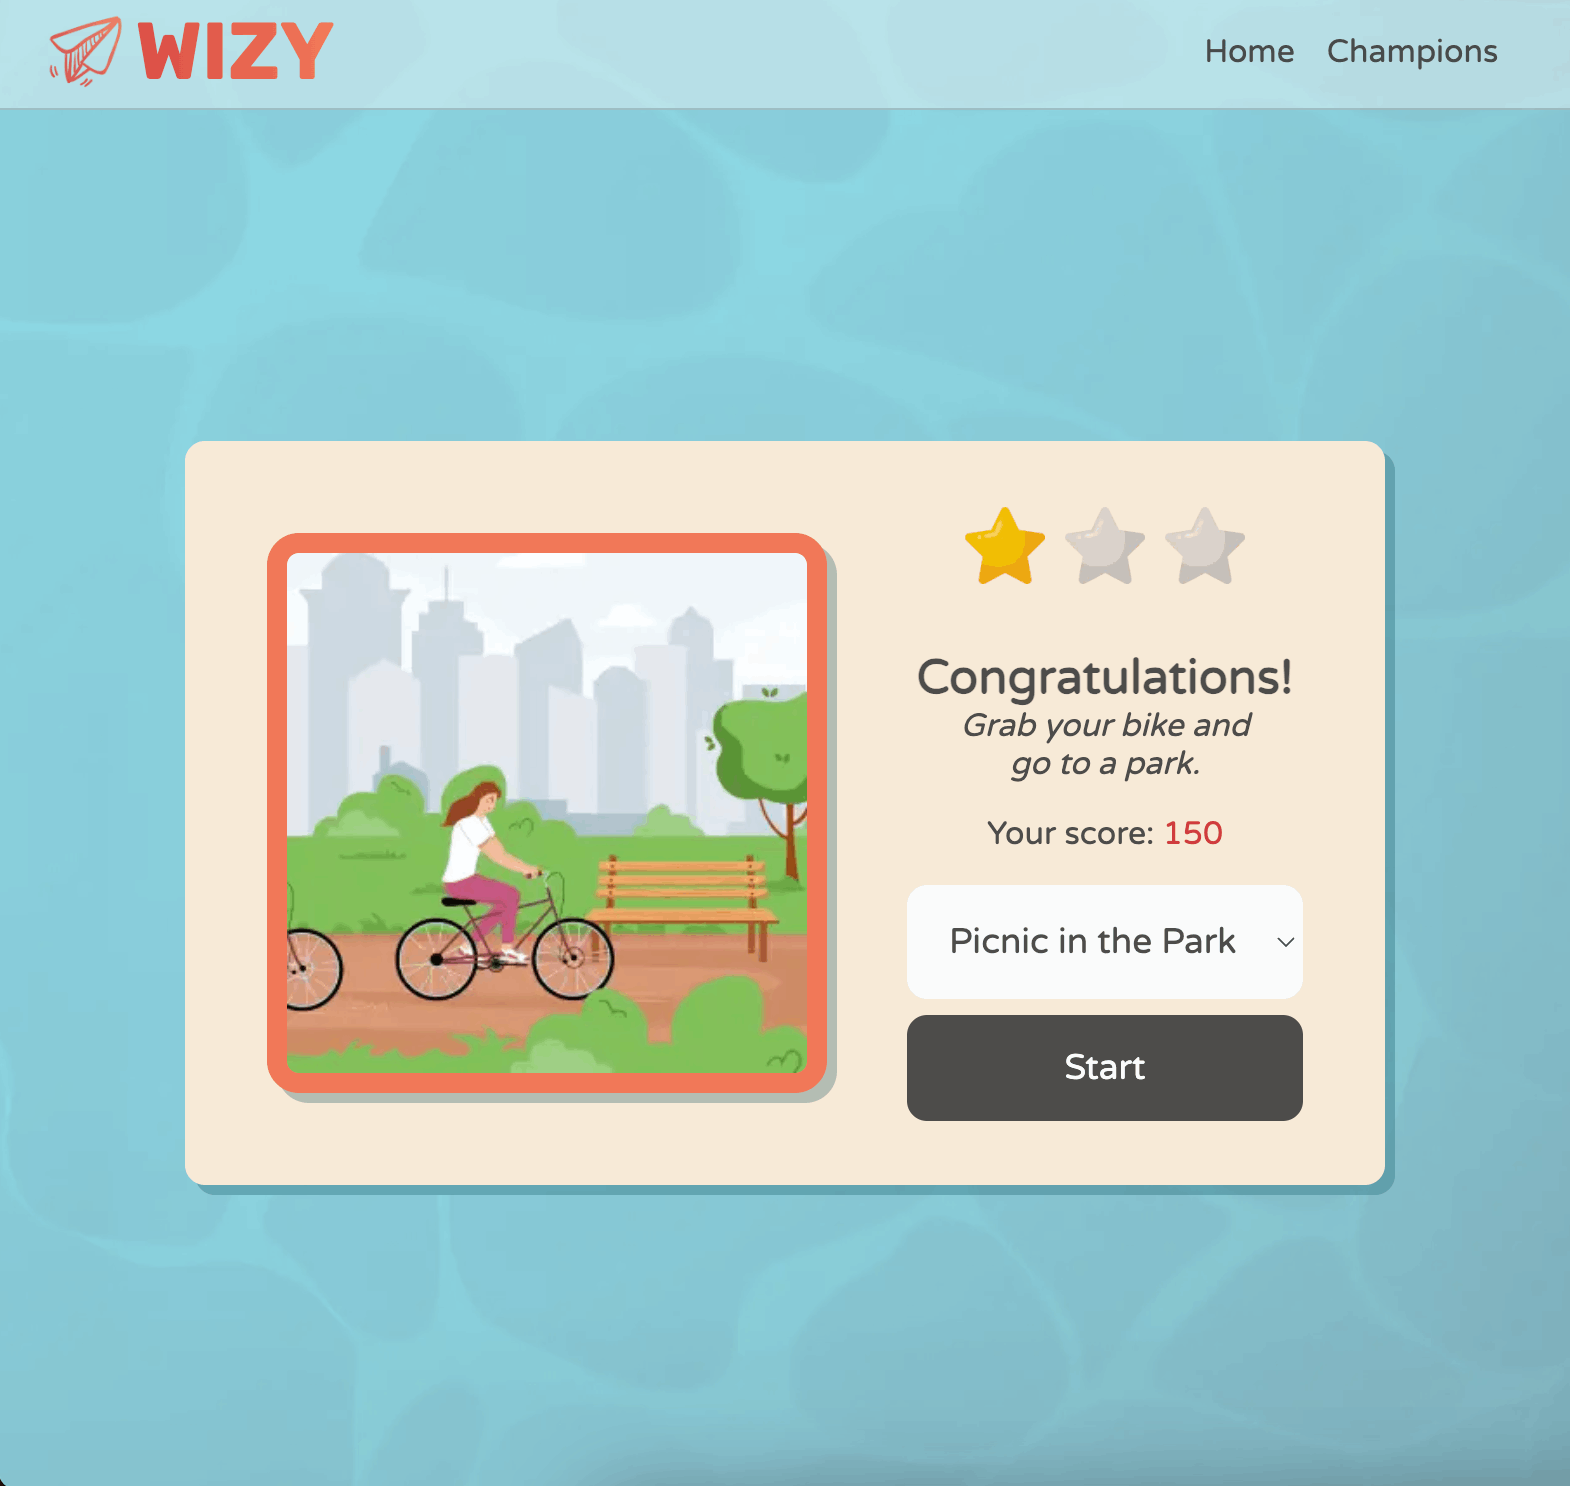 WIZY
Home
Champions
Congratulations!
Grab your bike and
go to a park.
Your score: 150
Picnic in the Park
Start